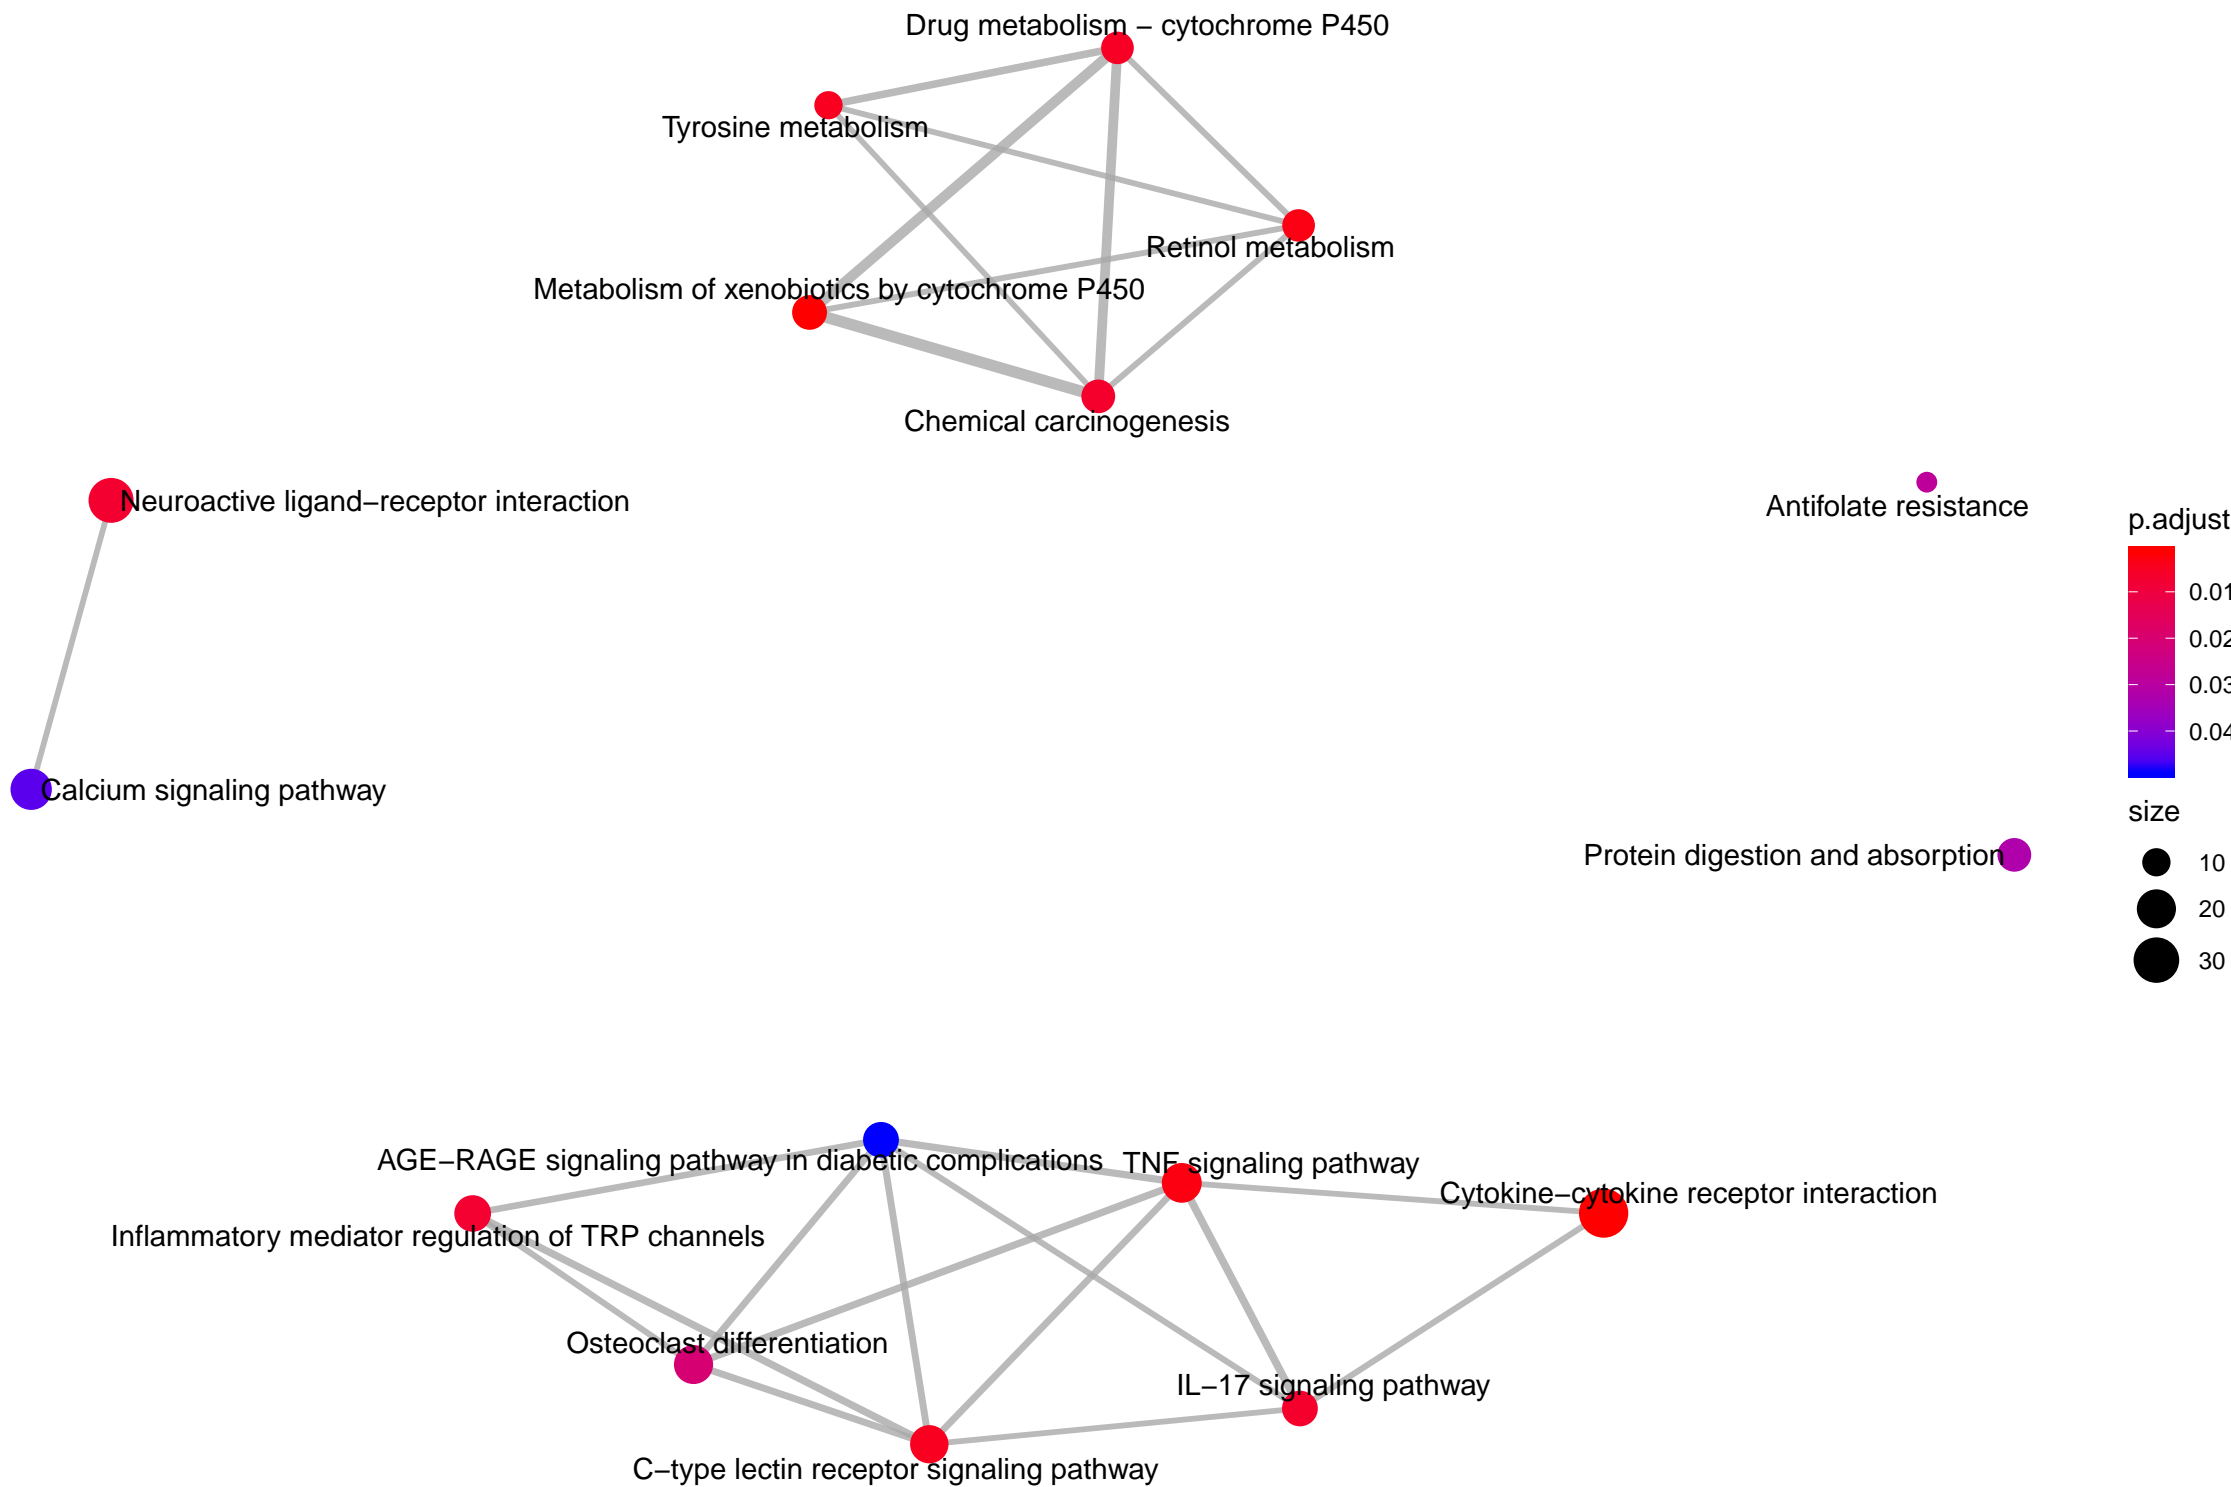 Drug metabolism − cytochrome P450
Tyrosine metabolism
Retinol metabolism
Metabolism of xenobiotics by cytochrome P450
Chemical carcinogenesis
Neuroactive ligand−receptor interaction
Antifolate resistance
Calcium signaling pathway
Protein digestion and absorption
p.adjust
0.01
0.02
0.03
0.04
size
10
20
30
AGE−RAGE signaling pathway in diabetic complications
TNF signaling pathway
Cytokine−cytokine receptor interaction
Inflammatory mediator regulation of TRP channels
Osteoclast differentiation
IL−17 signaling pathway
C−type lectin receptor signaling pathway